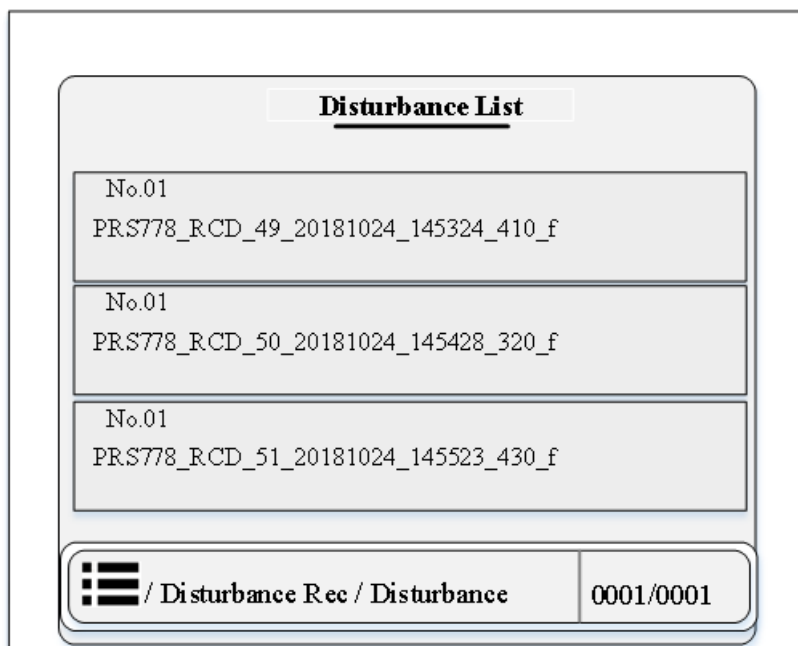 Disturbance List
No.01
PRS778_RCD_49_20181024_145324_410_f
No.01
PRS778_RCD_50_20181024_145428_320_f
No.01
PRS778_RCD_51_20181024_145523_430_f
/ Disturbance Rec / Disturbance 0001/0001